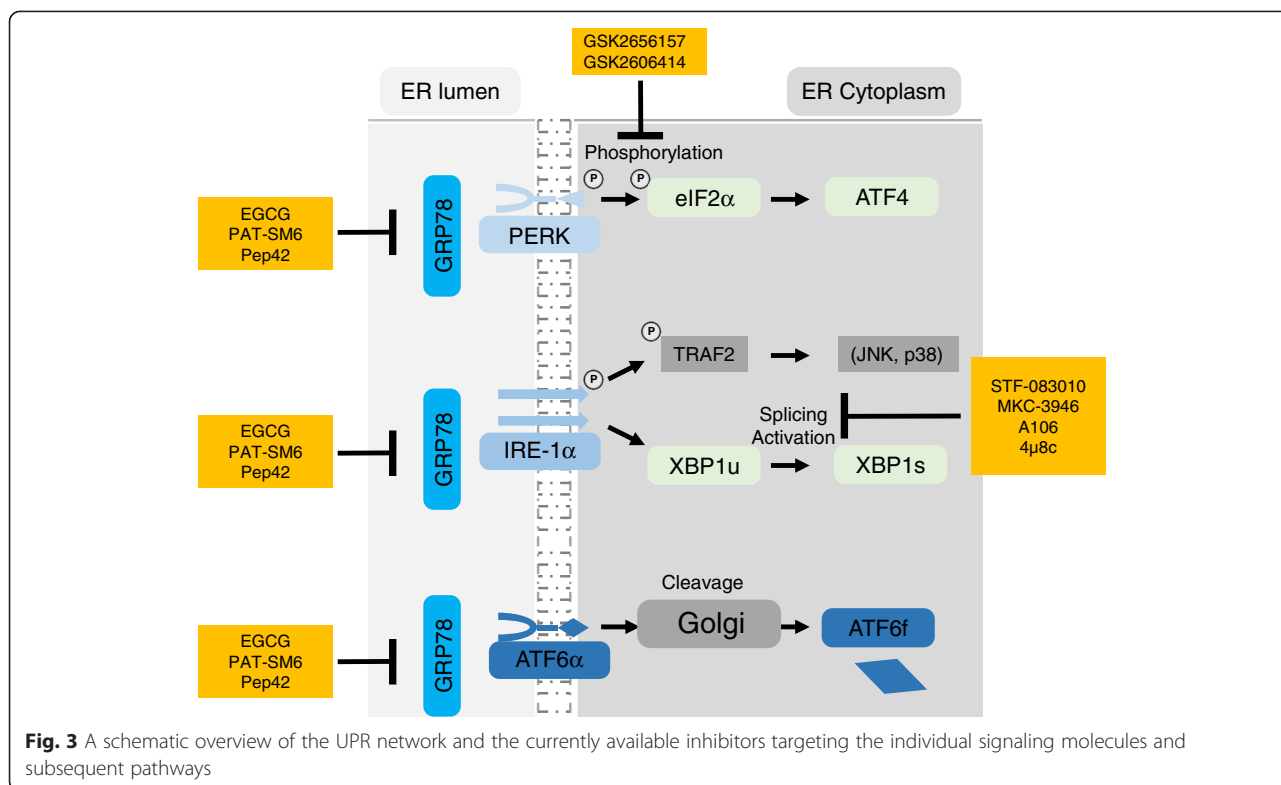 GSK2656157
GSK2606414
ER lumen
ER Cytoplasm
Phosphorylation
P
P
EGCG
PAT-SM6
Pep42
GRP78
PERK
eIF2α
ATF4
P
TRAF2
(JNK, p38)
P
EGCG
PAT-SM6
Pep42
GRP78
IRE-1α
Splicing
Activation
XBP1u
XBP1s
STF-083010
MKC-3946
A106
4µ8c
Cleavage
EGCG
PAT-SM6
Pep42
GRP78
ATF6α
Golgi
ATF6f
Fig. 3 A schematic overview of the UPR network and the currently available inhibitors targeting the individual signaling molecules and
subsequent pathways